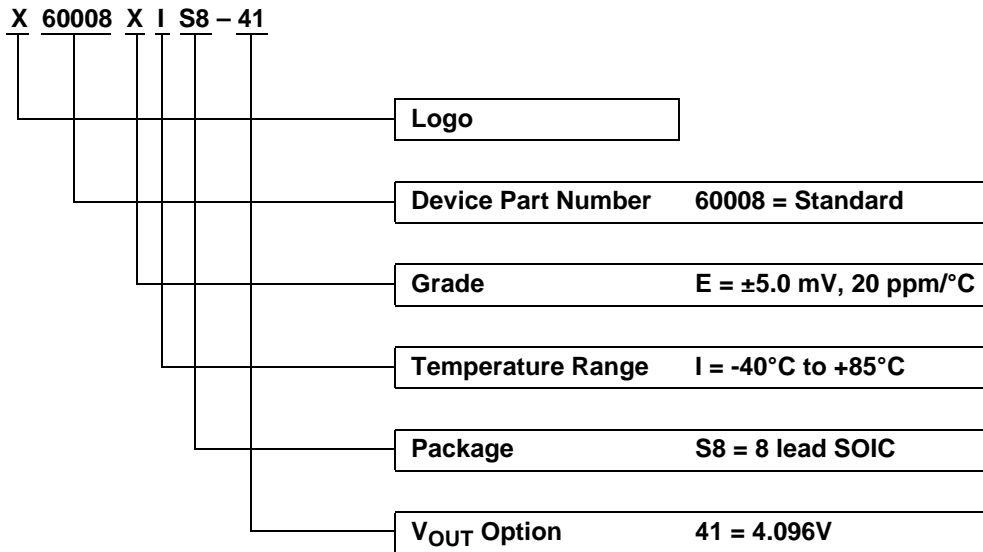 X 60008 X I S8 – 41
Logo
Device Part Number 60008 = Standard
Grade E = ±5.0 mV, 20 ppm/°C
Temperature Range I = -40°C to +85°C
Package S8 = 8 lead SOIC
VOUT Option 41 = 4.096V